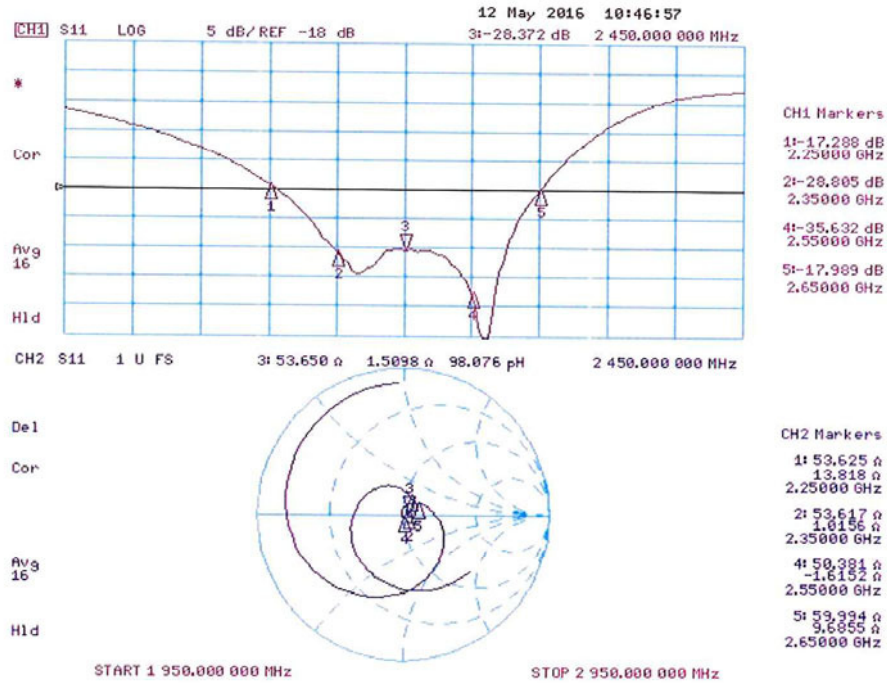 12 May 2016 10:46:57
CH1 S11 LOG 5 dB/REF -18 dB 3:-28.372 dB 2 450.000 000 MHz
*
Cor
Avg
16
Hld
1
2
3
4
5
CH1 Markers
1:-17.288 dB
2.25000 GHz
2:-28.805 dB
2.35000 GHz
4:-35.632 dB
2.55000 GHz
5:-17.989 dB
2.65000 GHz
CH2 S11 1 U FS 3: 53.650 Ω 1.5098 Ω 98.076 pH 2 450.000 000 MHz
Del
Cor
Avg
16
Hld
3
5
CH2 Markers
1: 53.625 Ω
13.818 Ω
2.25000 GHz
2: 53.617 Ω
1.0156 Ω
2.35000 GHz
4: 50.381 Ω
-1.6152 Ω
2.55000 GHz
5: 59.994 Ω
9.6855 Ω
2.65000 GHz
START 1 950.000 000 MHz STOP 2 950.000 000 MHz